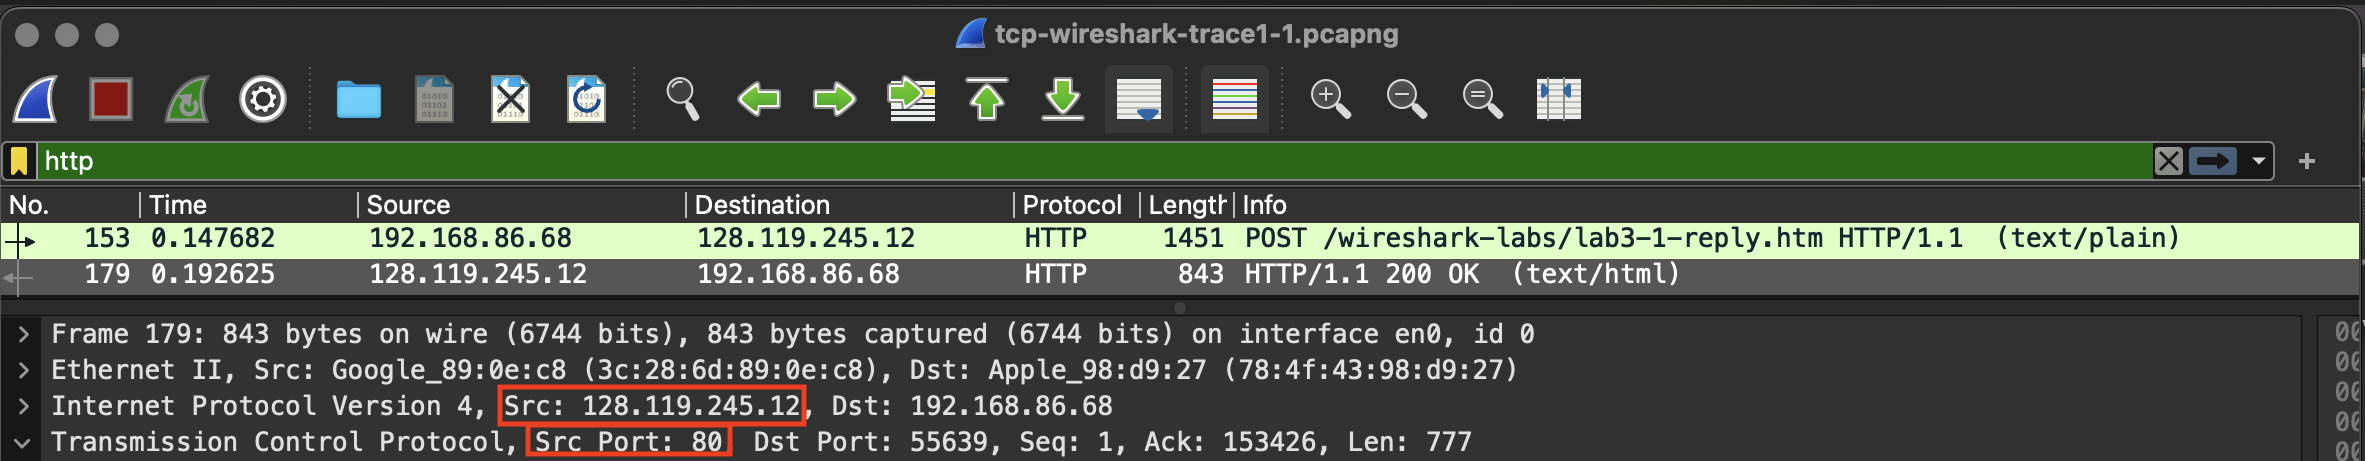 tcp-wireshark-trace1-1.pcapng
http
No. Time Source Destination Protocol Length Info
153 0.147682 192.168.86.68 128.119.245.12 HTTP 1451 POST /wireshark-labs/lab3-1-reply.htm HTTP/1.1  (text/plain)
179 0.192625 128.119.245.12 192.168.86.68 HTTP 843 HTTP/1.1 200 OK  (text/html)
Frame 179: 843 bytes on wire (6744 bits), 843 bytes captured (6744 bits) on interface en0, id 0
Ethernet II, Src: Google_89:0e:c8 (3c:28:6d:89:0e:c8), Dst: Apple_98:d9:27 (78:4f:43:98:d9:27)
Internet Protocol Version 4, Src: 128.119.245.12, Dst: 192.168.86.68
Transmission Control Protocol, Src Port: 80, Dst Port: 55639, Seq: 1, Ack: 153426, Len: 777